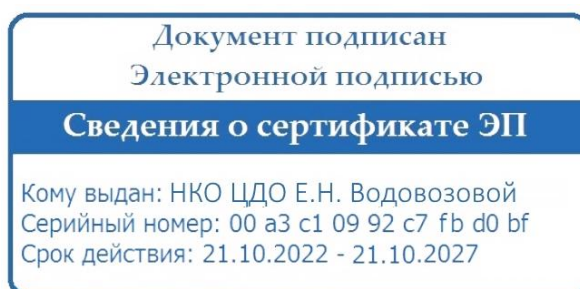 Документ подписан
Электронной подписью
Сведения о сертификате ЭП
Кому выдан: НКО ЦДО Е.Н. Водовозовой
Серийный номер: 00 a3 c1 09 92 c7 fb d0 bf
Срок действия: 21.10.2022 - 21.10.2027